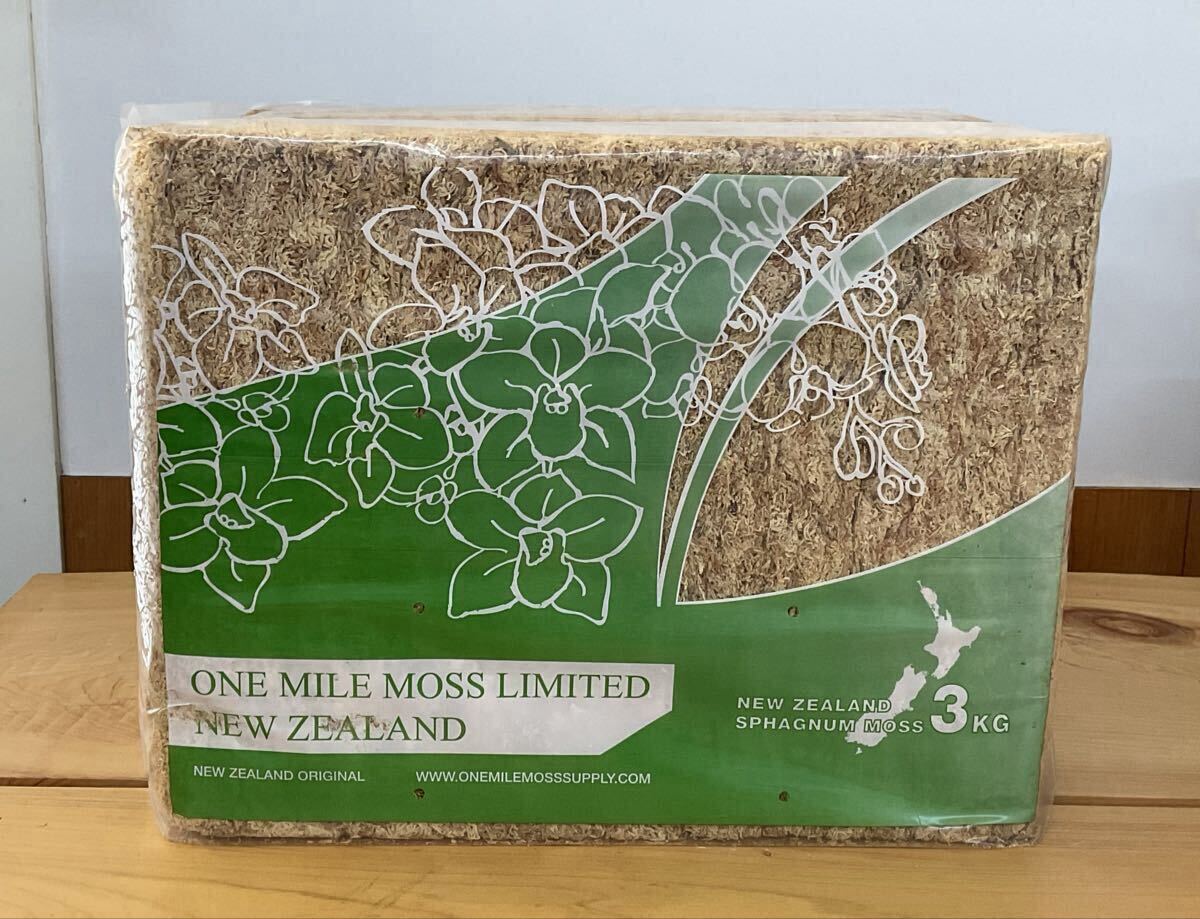 ONE MILE MOSS LIMITED
NEW ZEALAND
NEW ZEALAND ORIGINAL
WWW.ONEMILEMOSSSUPPLY.COM
NEW ZEALAND
SPHAGNUM MOSS 3KG